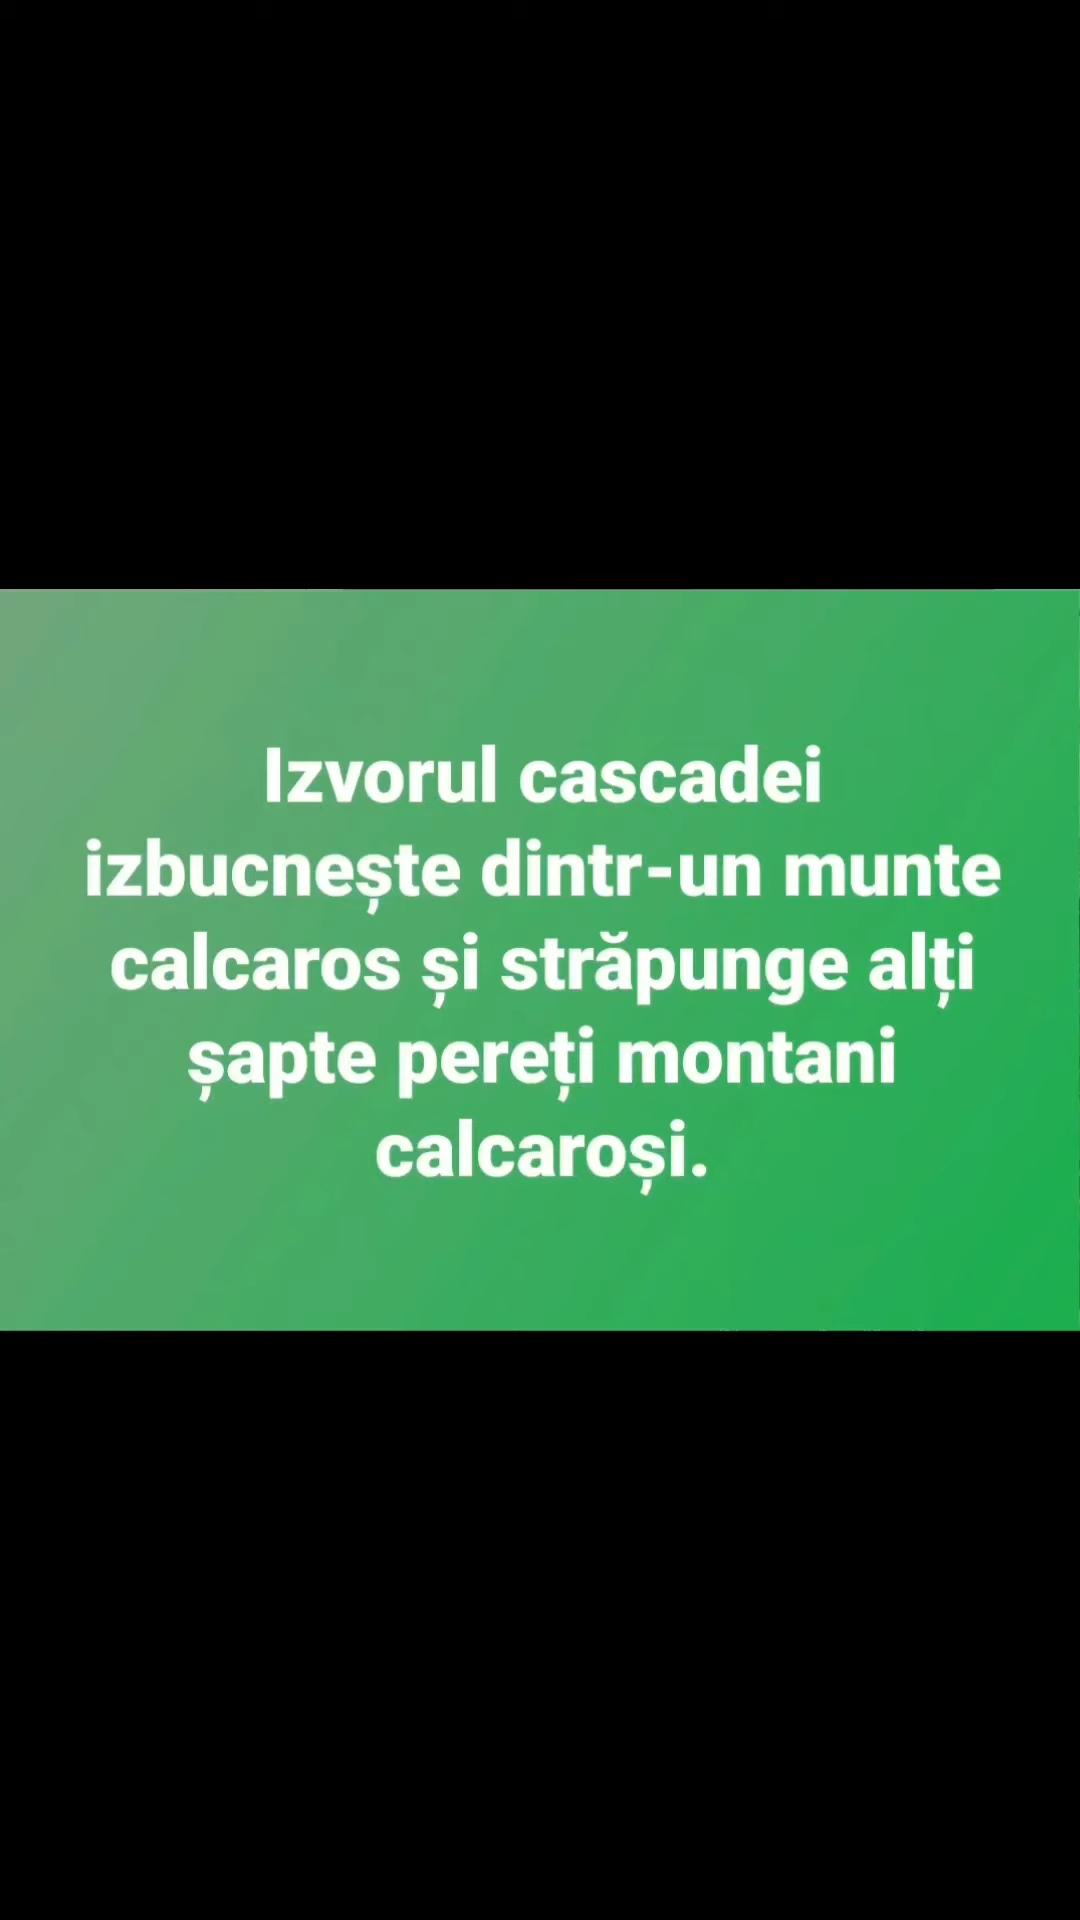 Izvorul cascadei
izbucnește dintr-un munte
calcaros și străpunge alți
șapte pereți montani
calcaroși.